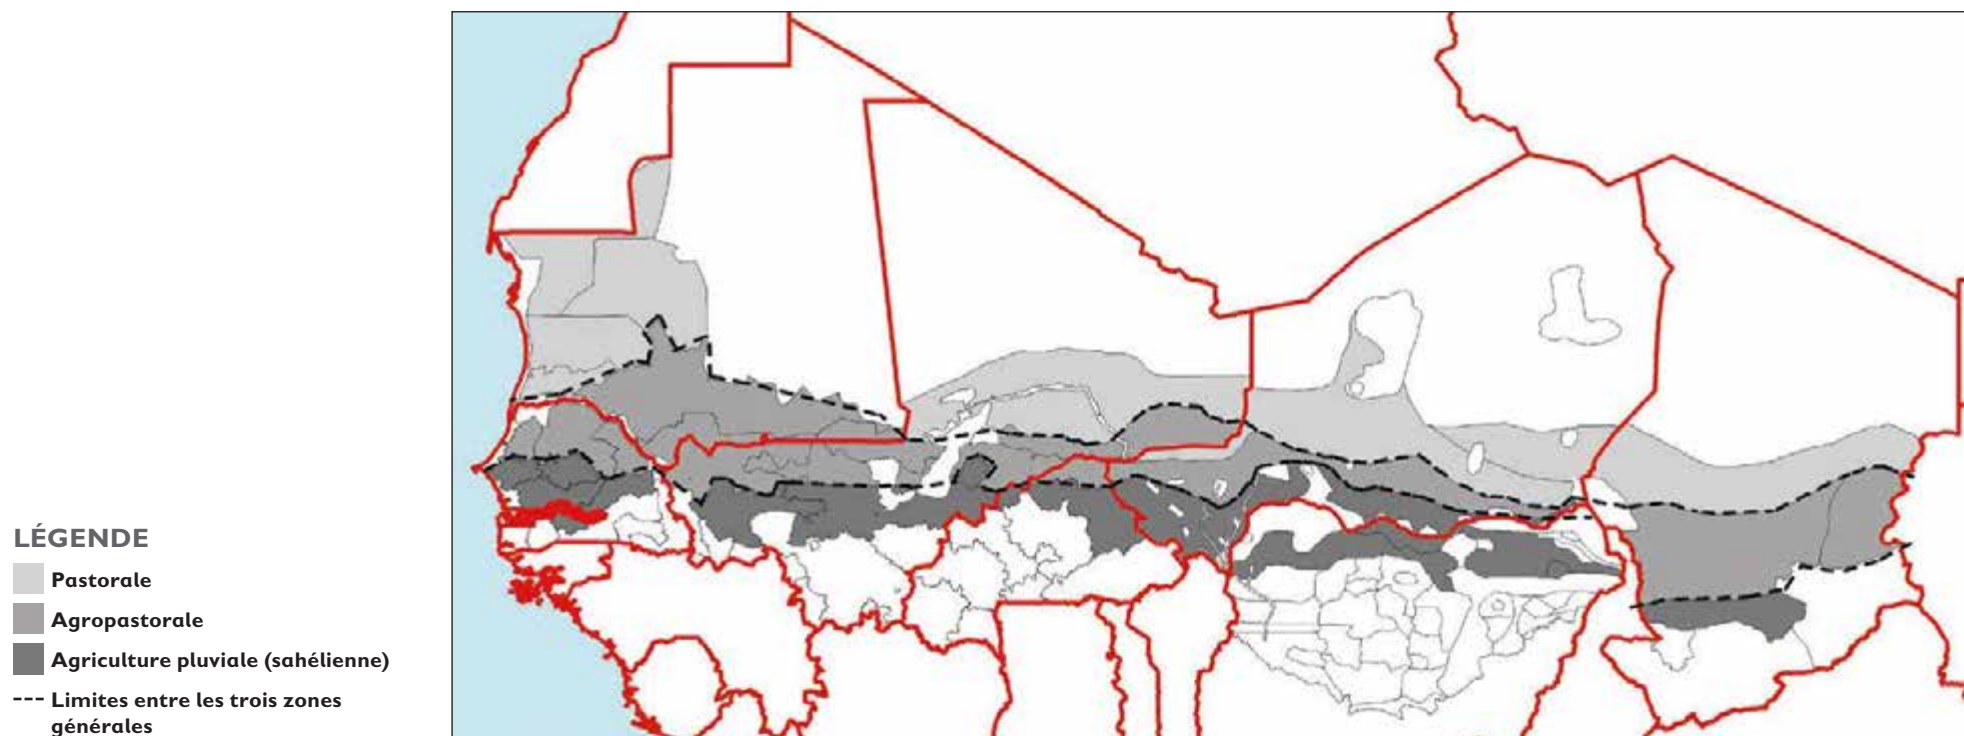 LÉGENDE
Pastorale
Agropastorale
Agriculture pluviale (sahélienne)
Limites entre les trois zones
générales